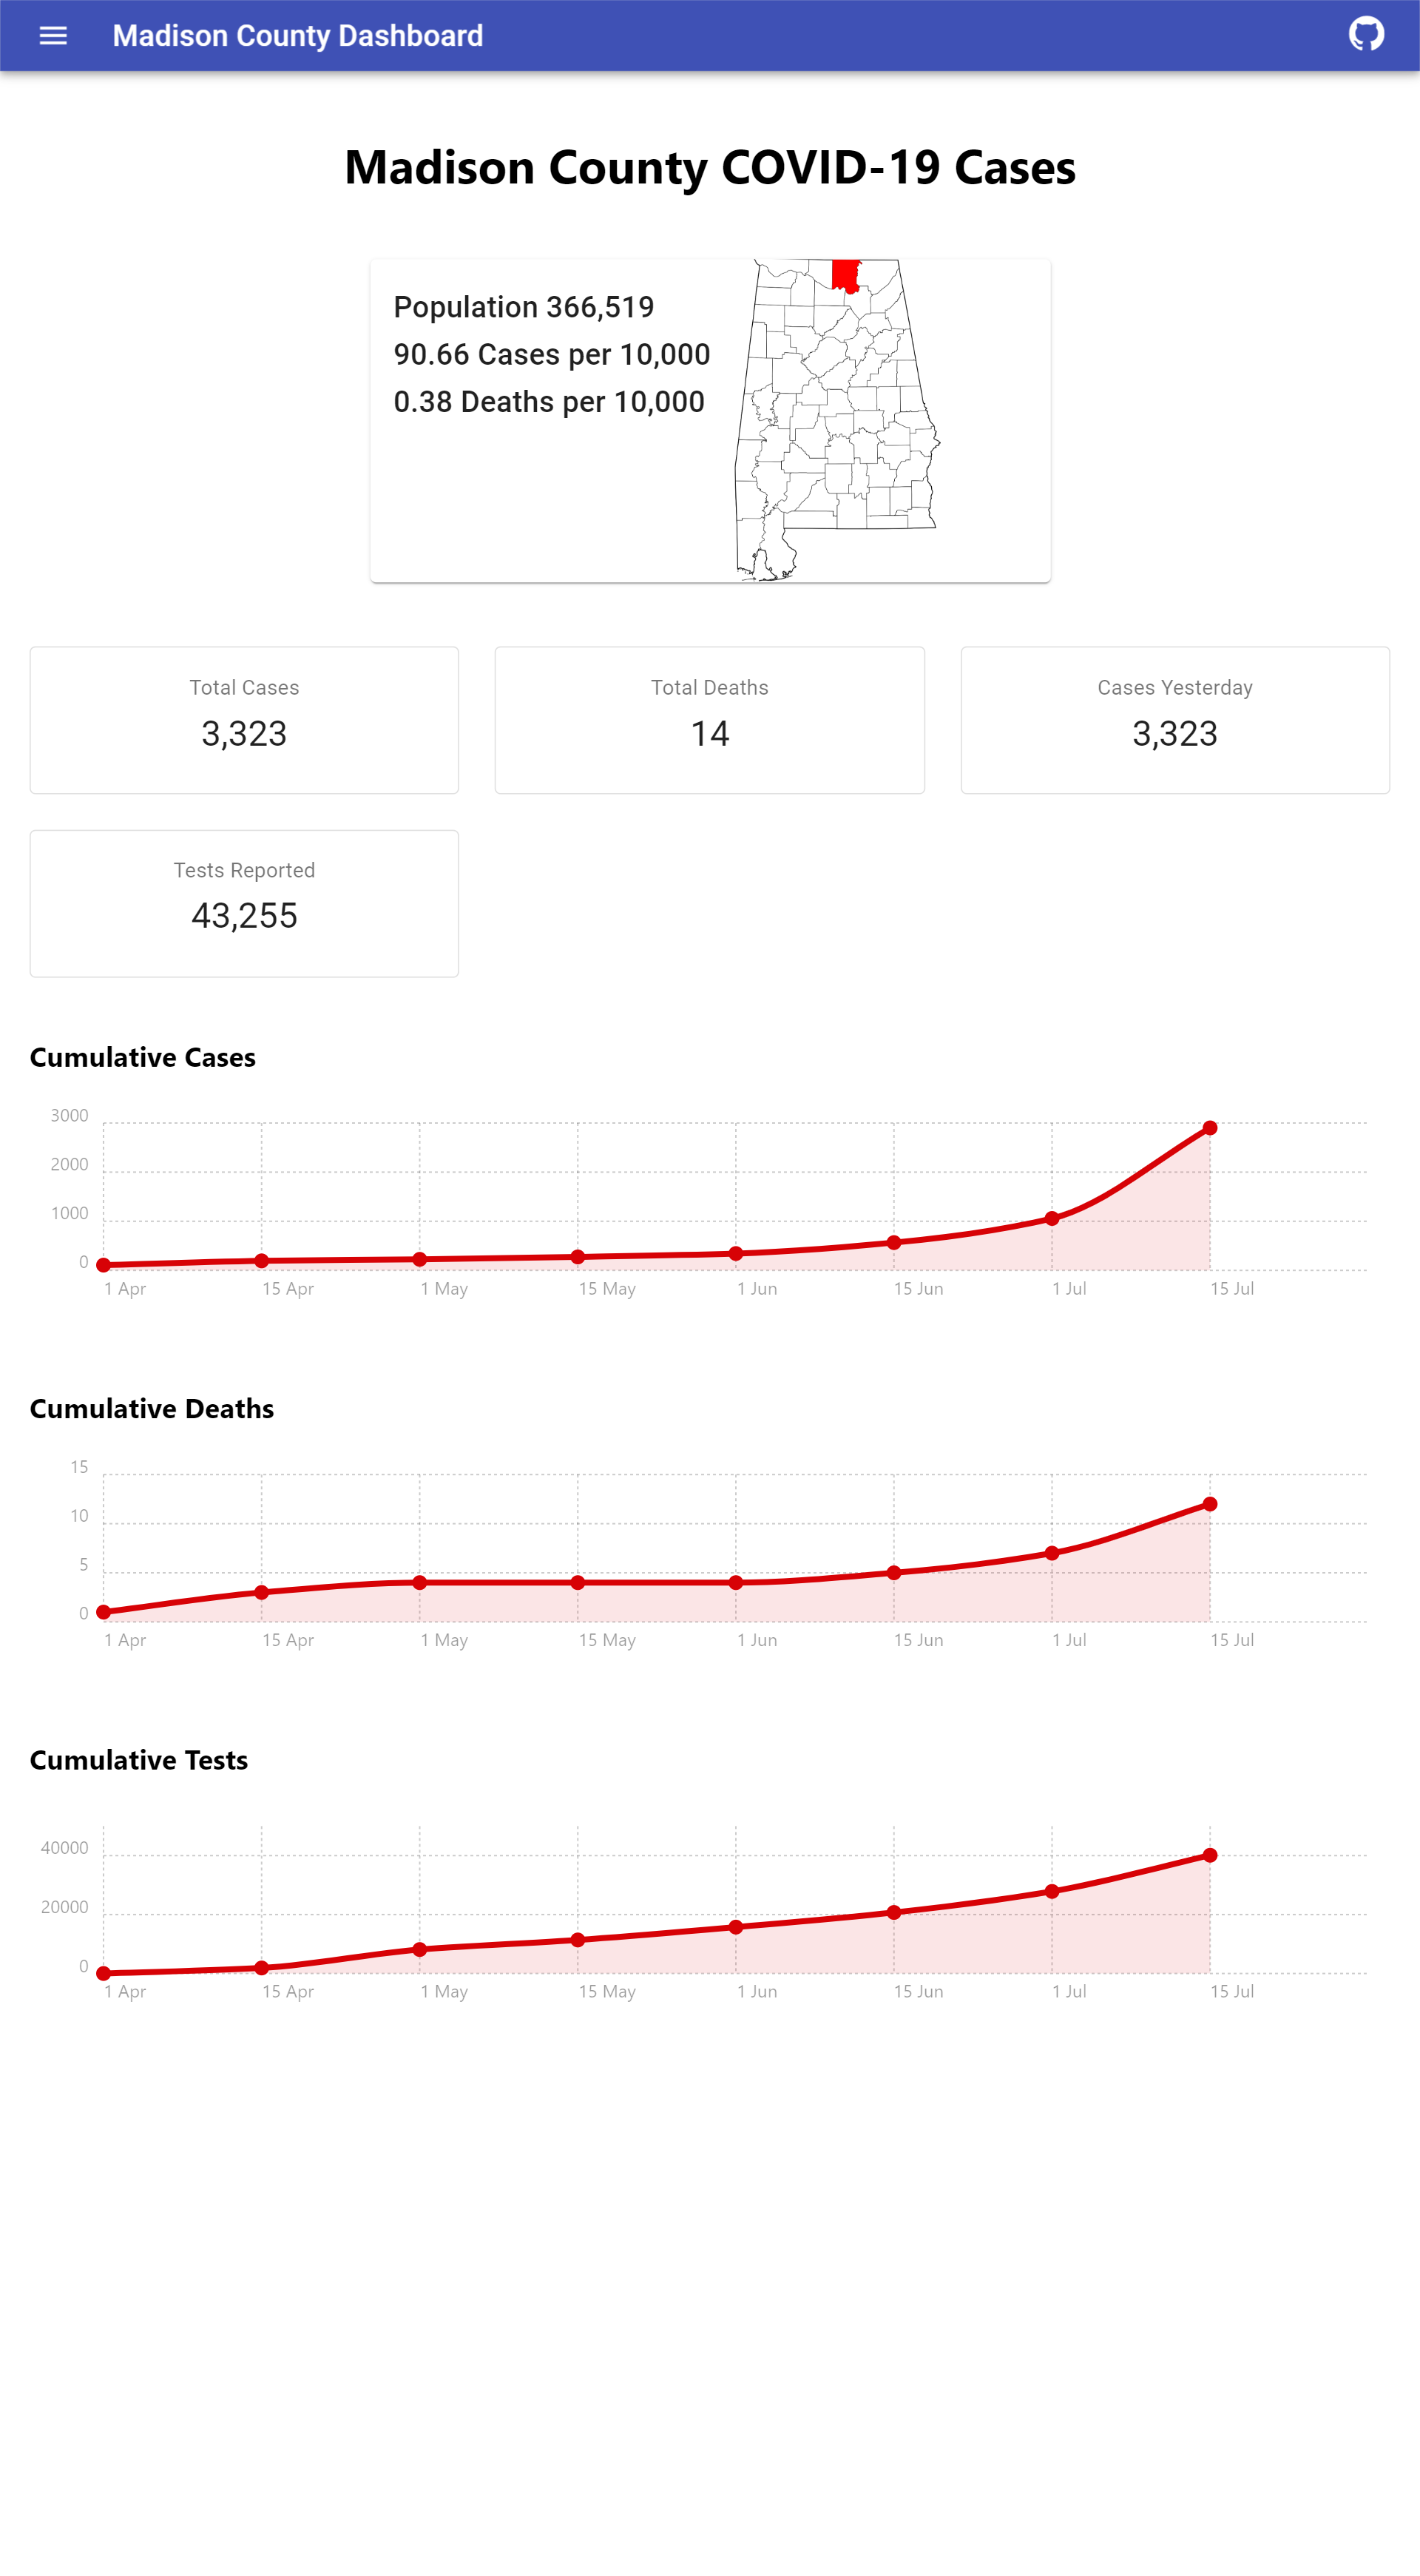 Madison County Dashboard
Madison County COVID-19 Cases
Population 366,519
90.66 Cases per 10,000
0.38 Deaths per 10,000
Total Cases
3,323
Total Deaths
14
Cases Yesterday
3,323
Tests Reported
43,255
Cumulative Cases
3000
2000
1000
0
1 Apr 15 Apr 1 May 15 May 1 Jun 15 Jun 1 Jul 15 Jul
Cumulative Deaths
15
10
5
0
1 Apr 15 Apr 1 May 15 May 1 Jun 15 Jun 1 Jul 15 Jul
Cumulative Tests
40000
20000
0
1 Apr 15 Apr 1 May 15 May 1 Jun 15 Jun 1 Jul 15 Jul